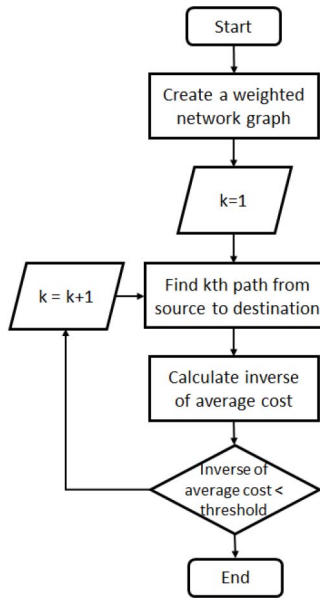 Start
Create a weighted
network graph
k=1
k = k+1
Find kth path from
source to destination
Calculate inverse
of average cost
Inverse of
average cost <
threshold
End